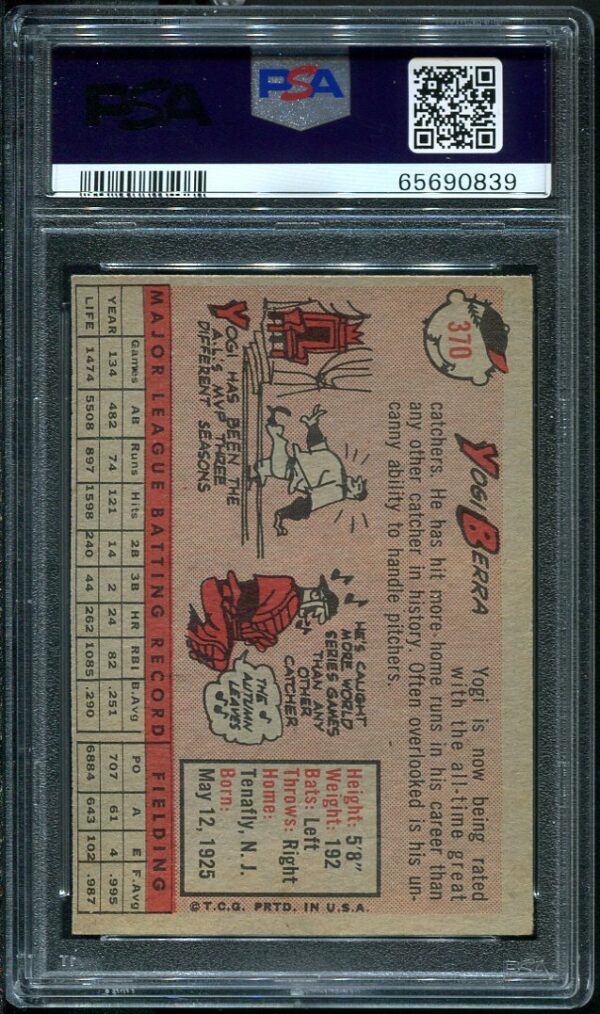 PSA
PSA
65690839
370
YOGI BERRA
Yogi is now being rated
with the all-time great
catchers. He has hit more home runs in his career than
any other catcher in history. Often overlooked is his un-
canny ability to handle pitchers.
YOGI HAS BEEN THE
A.L.'S MVP THREE
DIFFERENT SEASONS
HE'S CAUGHT
MORE WORLD
SERIES GAMES
THAN ANY
OTHER
CATCHER
THE
AUTUMN
LEAVES
Height: 5'8"
Weight: 192
Bats: Left
Throws: Right
Home:
Tenafly, N. J.
Born:
May 12, 1925
©T.C.G. PRTD. IN U.S.A.
MAJOR LEAGUE BATTING RECORD FIELDING
Games AB Runs Hits 2B 3B HR RBI B.Avg PO A E F.Avg
YEAR 134 482 74 121 14 2 24 82 .251 707 61 4 .995
LIFE 1474 5508 897 1598 240 44 262 1085 .290 6884 643 102 .987
PSA